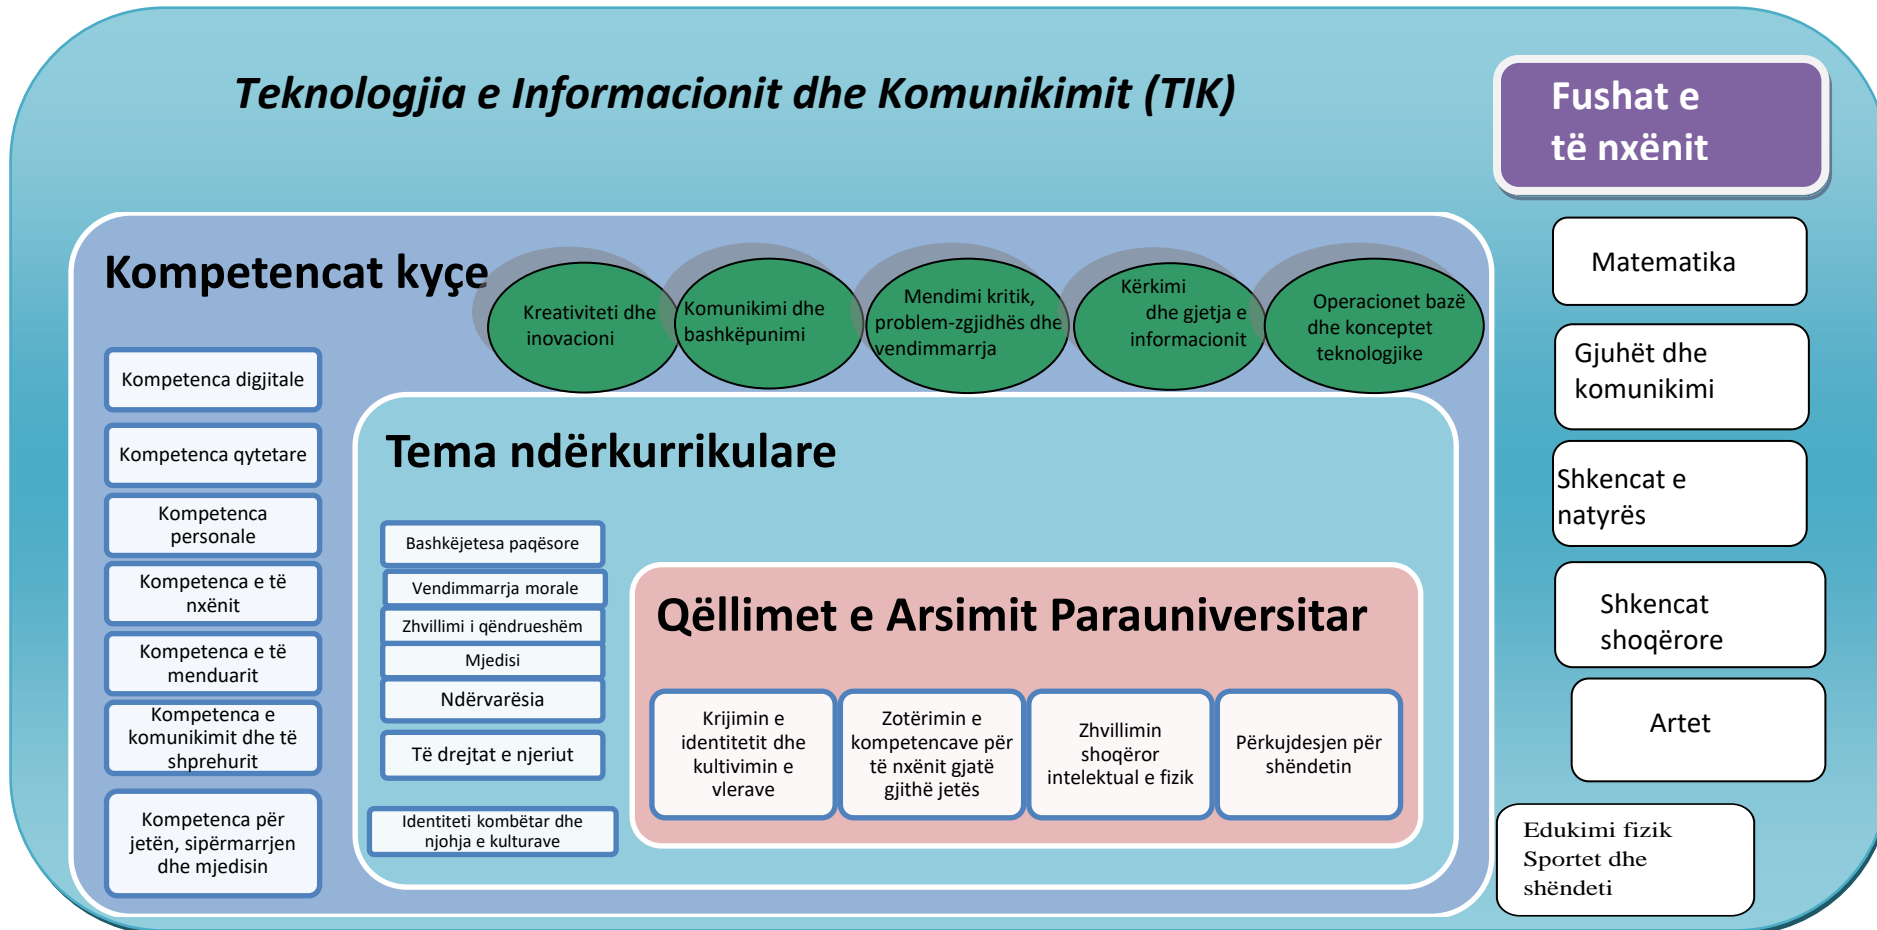 Teknologjia e Informacionit dhe Komunikimit (TIK)
Fushat e
të nxënit
Kompetencat kyçe
Kreativiteti dhe
inovacioni
Komunikimi dhe
bashkëpunimi
Mendimi kritik,
problem-zgjidhës dhe
vendimmarrja
Kërkimi
dhe gjetja e
informacionit
Operacionet bazë
dhe konceptet
teknologjike
Kompetenca digjitale
Kompetenca qytetare
Kompetenca
personale
Kompetenca e të
nxënit
Kompetenca e të
menduarit
Kompetenca e
komunikimit dhe të
shprehurit
Kompetenca për
jetën, sipërmarrjen
dhe mjedisin
Tema ndërkurrikulare
Bashkëjetesa paqësore
Vendimmarrja morale
Zhvillimi i qëndrueshëm
Mjedisi
Ndërvarësia
Të drejtat e njeriut
Identiteti kombëtar dhe
njohja e kulturave
Qëllimet e Arsimit Parauniversitar
Krijimin e
identitetit dhe
kultivimin e
vlerave
Zotërimin e
kompetencave për
të nxënit gjatë
gjithë jetës
Zhvillimin
shoqëror
intelektual e fizik
Përkujdesjen për
shëndetin
Matematika
Gjuhët dhe
komunikimi
Shkencat e
natyrës
Shkencat
shoqërore
Artet
Edukimi fizik
Sportet dhe
shëndeti